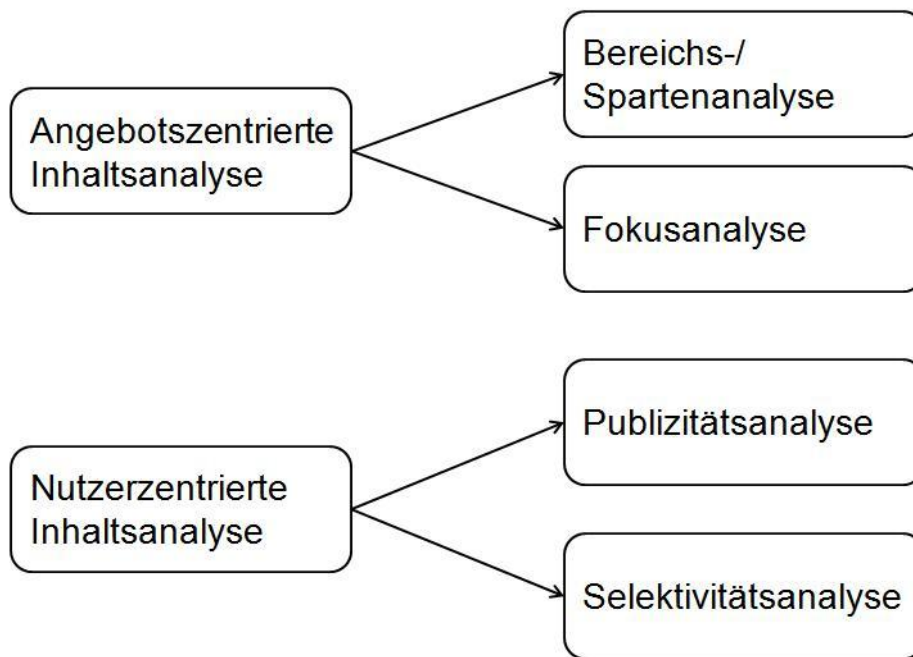 Angebotszentrierte
Inhaltsanalyse
Bereichs-/
Spartenanalyse
Fokusanalyse
Nutzerzentrierte
Inhaltsanalyse
Publizitätsanalyse
Selektivitätsanalyse